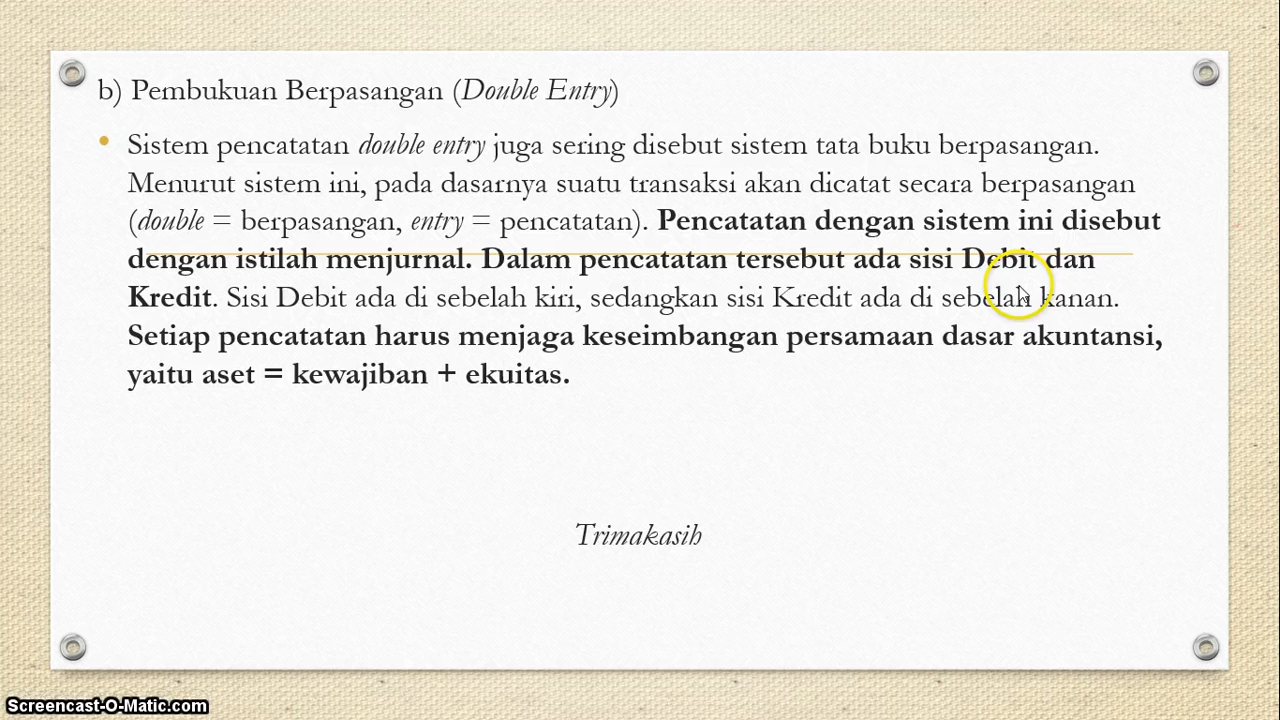 b) Pembukuan Berpasangan (Double Entry)
• Sistem pencatatan double entry juga sering disebut sistem tata buku berpasangan.
Menurut sistem ini, pada dasarnya suatu transaksi akan dicatat secara berpasangan
(double = berpasangan, entry = pencatatan). Pencatatan dengan sistem ini disebut
dengan istilah menjurnal. Dalam pencatatan tersebut ada sisi Debit dan
Kredit. Sisi Debit ada di sebelah kiri, sedangkan sisi Kredit ada di sebelah kanan.
Setiap pencatatan harus menjaga keseimbangan persamaan dasar akuntansi,
yaitu aset = kewajiban + ekuitas.
Trimakasih
Screencast-O-Matic.com